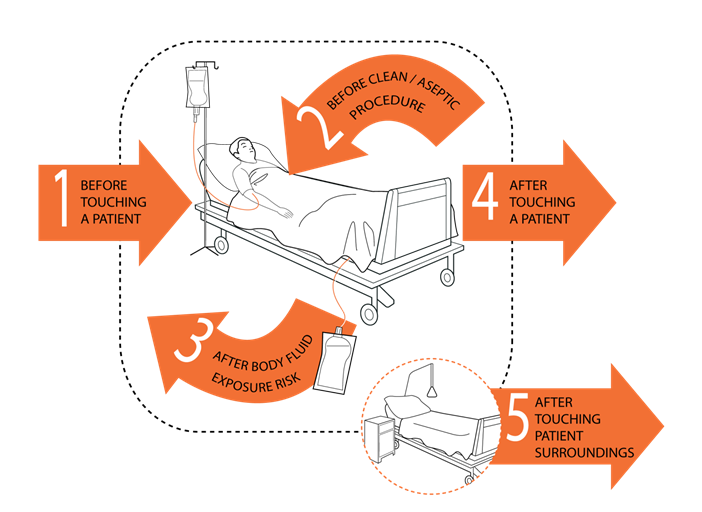 1
BEFORE
TOUCHING
A PATIENT
2
BEFORE CLEAN / ASEPTIC
PROCEDURE
3
AFTER BODY FLUID
EXPOSURE RISK
4
AFTER
TOUCHING
A PATIENT
5
AFTER
TOUCHING
PATIENT
SURROUNDINGS